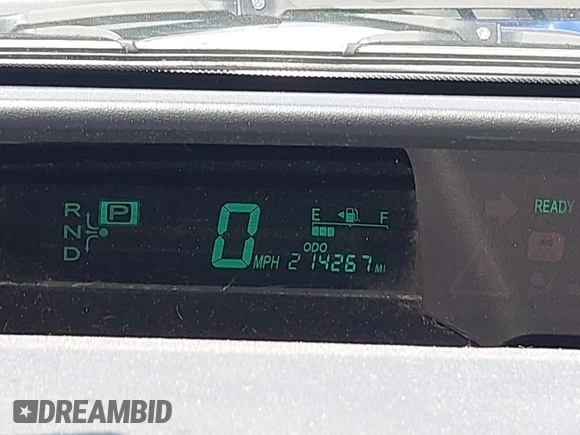 R P
N
D
0 MPH
E F
ODO
214267 MI
READY
DREAMBID